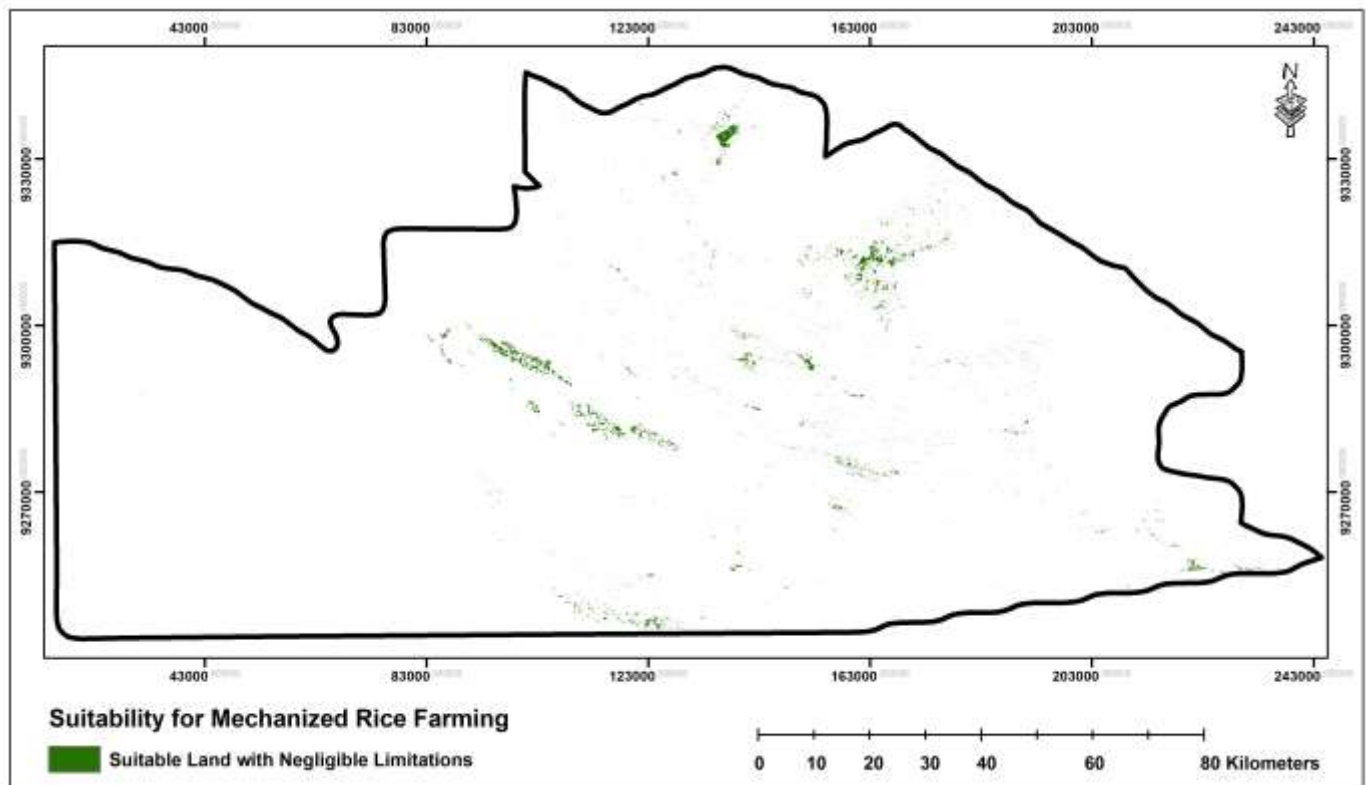 43000 83000 123000 163000 203000 243000
N
9330000 9330000
9300000 9300000
9270000 9270000
43000 83000 123000 163000 203000 243000
Suitability for Mechanized Rice Farming
Suitable Land with Negligible Limitations
0 10 20 30 40 60 80 Kilometers